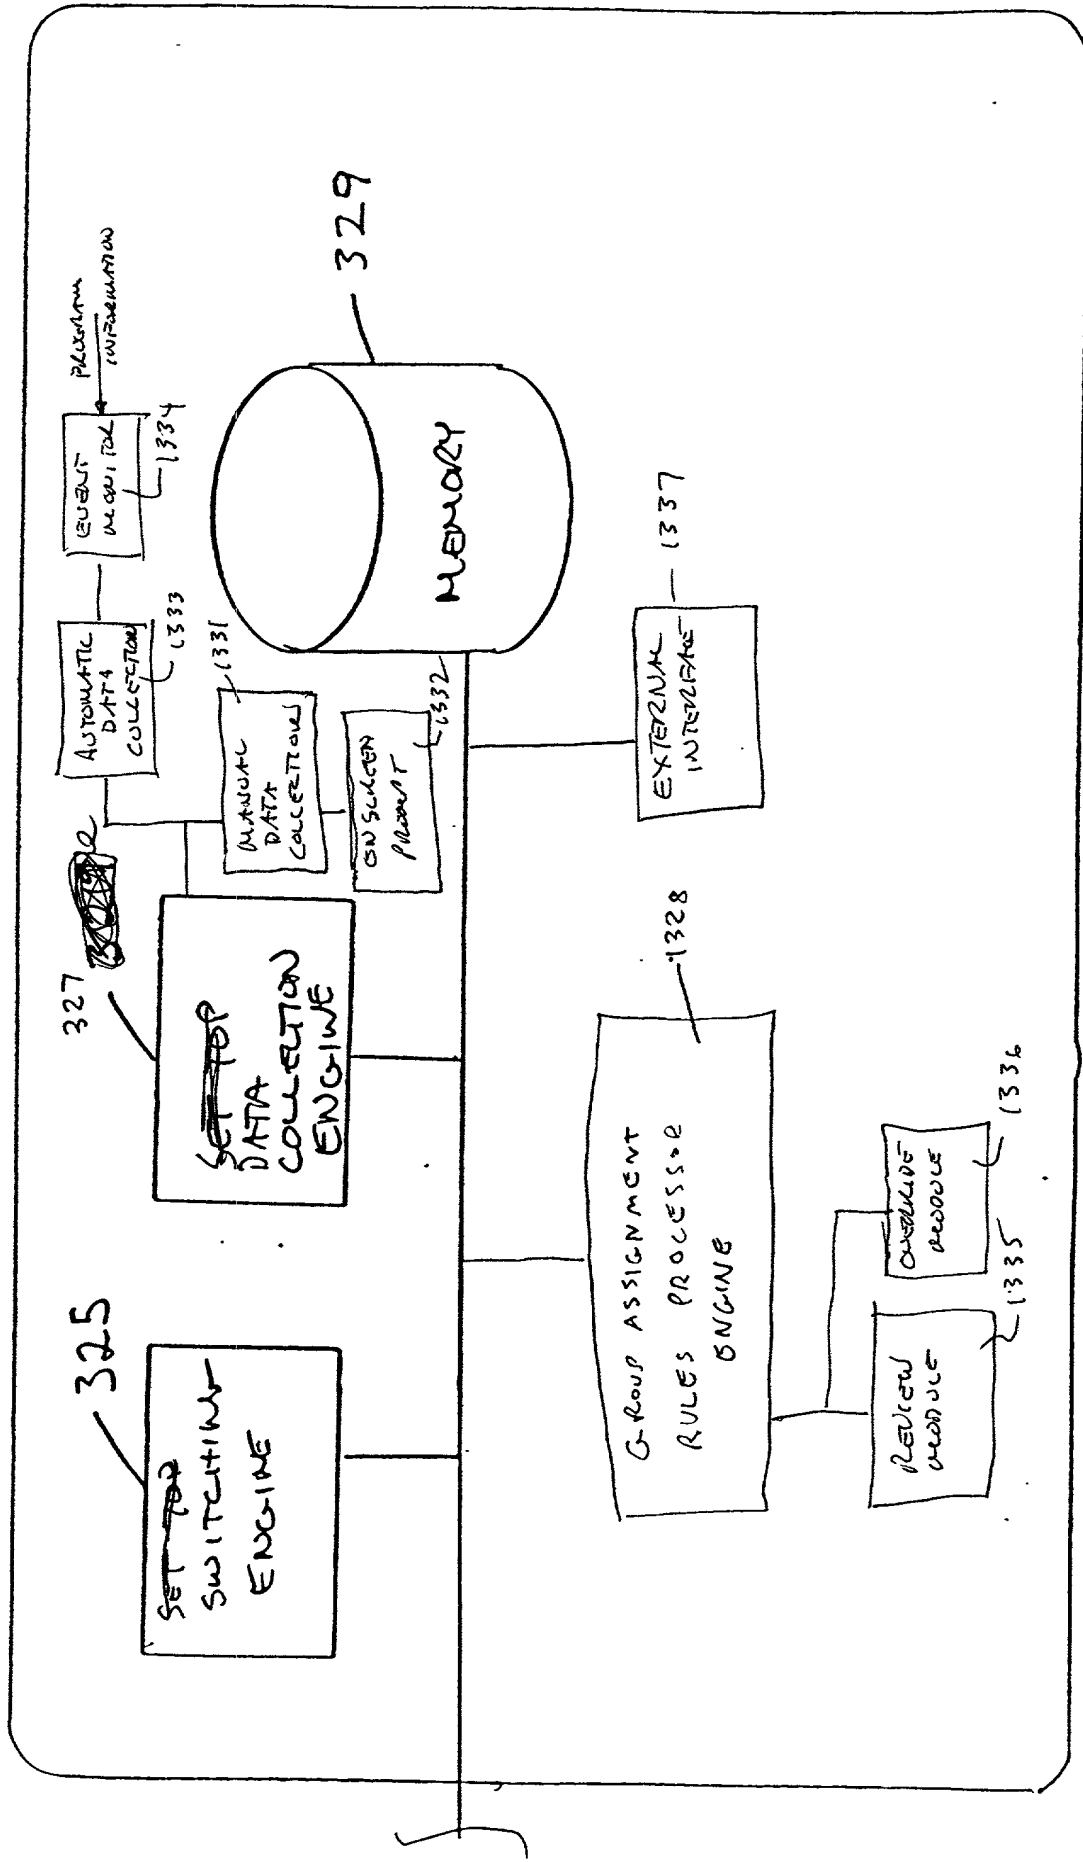 325
SET TOP
SWITCHING
ENGINE
327
SET TOP
DATA
COLLECTION
ENGINE
AUTOMATIC
DATA
COLLECTION
1333
EVENT
MONITOR
1334
PROGRAM
INFORMATION
MANUAL
DATA
COLLECTIONS
1331
ON SCREEN
PROMPT
1332
MEMORY
329
GROUP ASSIGNMENT
RULES PROCESSOR
ENGINE
1328
REVIEW
MODULE
1335
OVERRIDE
MODULE
1336
EXTERNAL
INTERFACE
1337